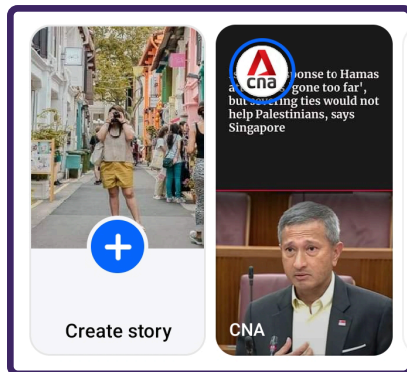 Create story
cna
sponse to Hamas
'gone too far',
but severing ties would not
help Palestinians, says
Singapore
CNA